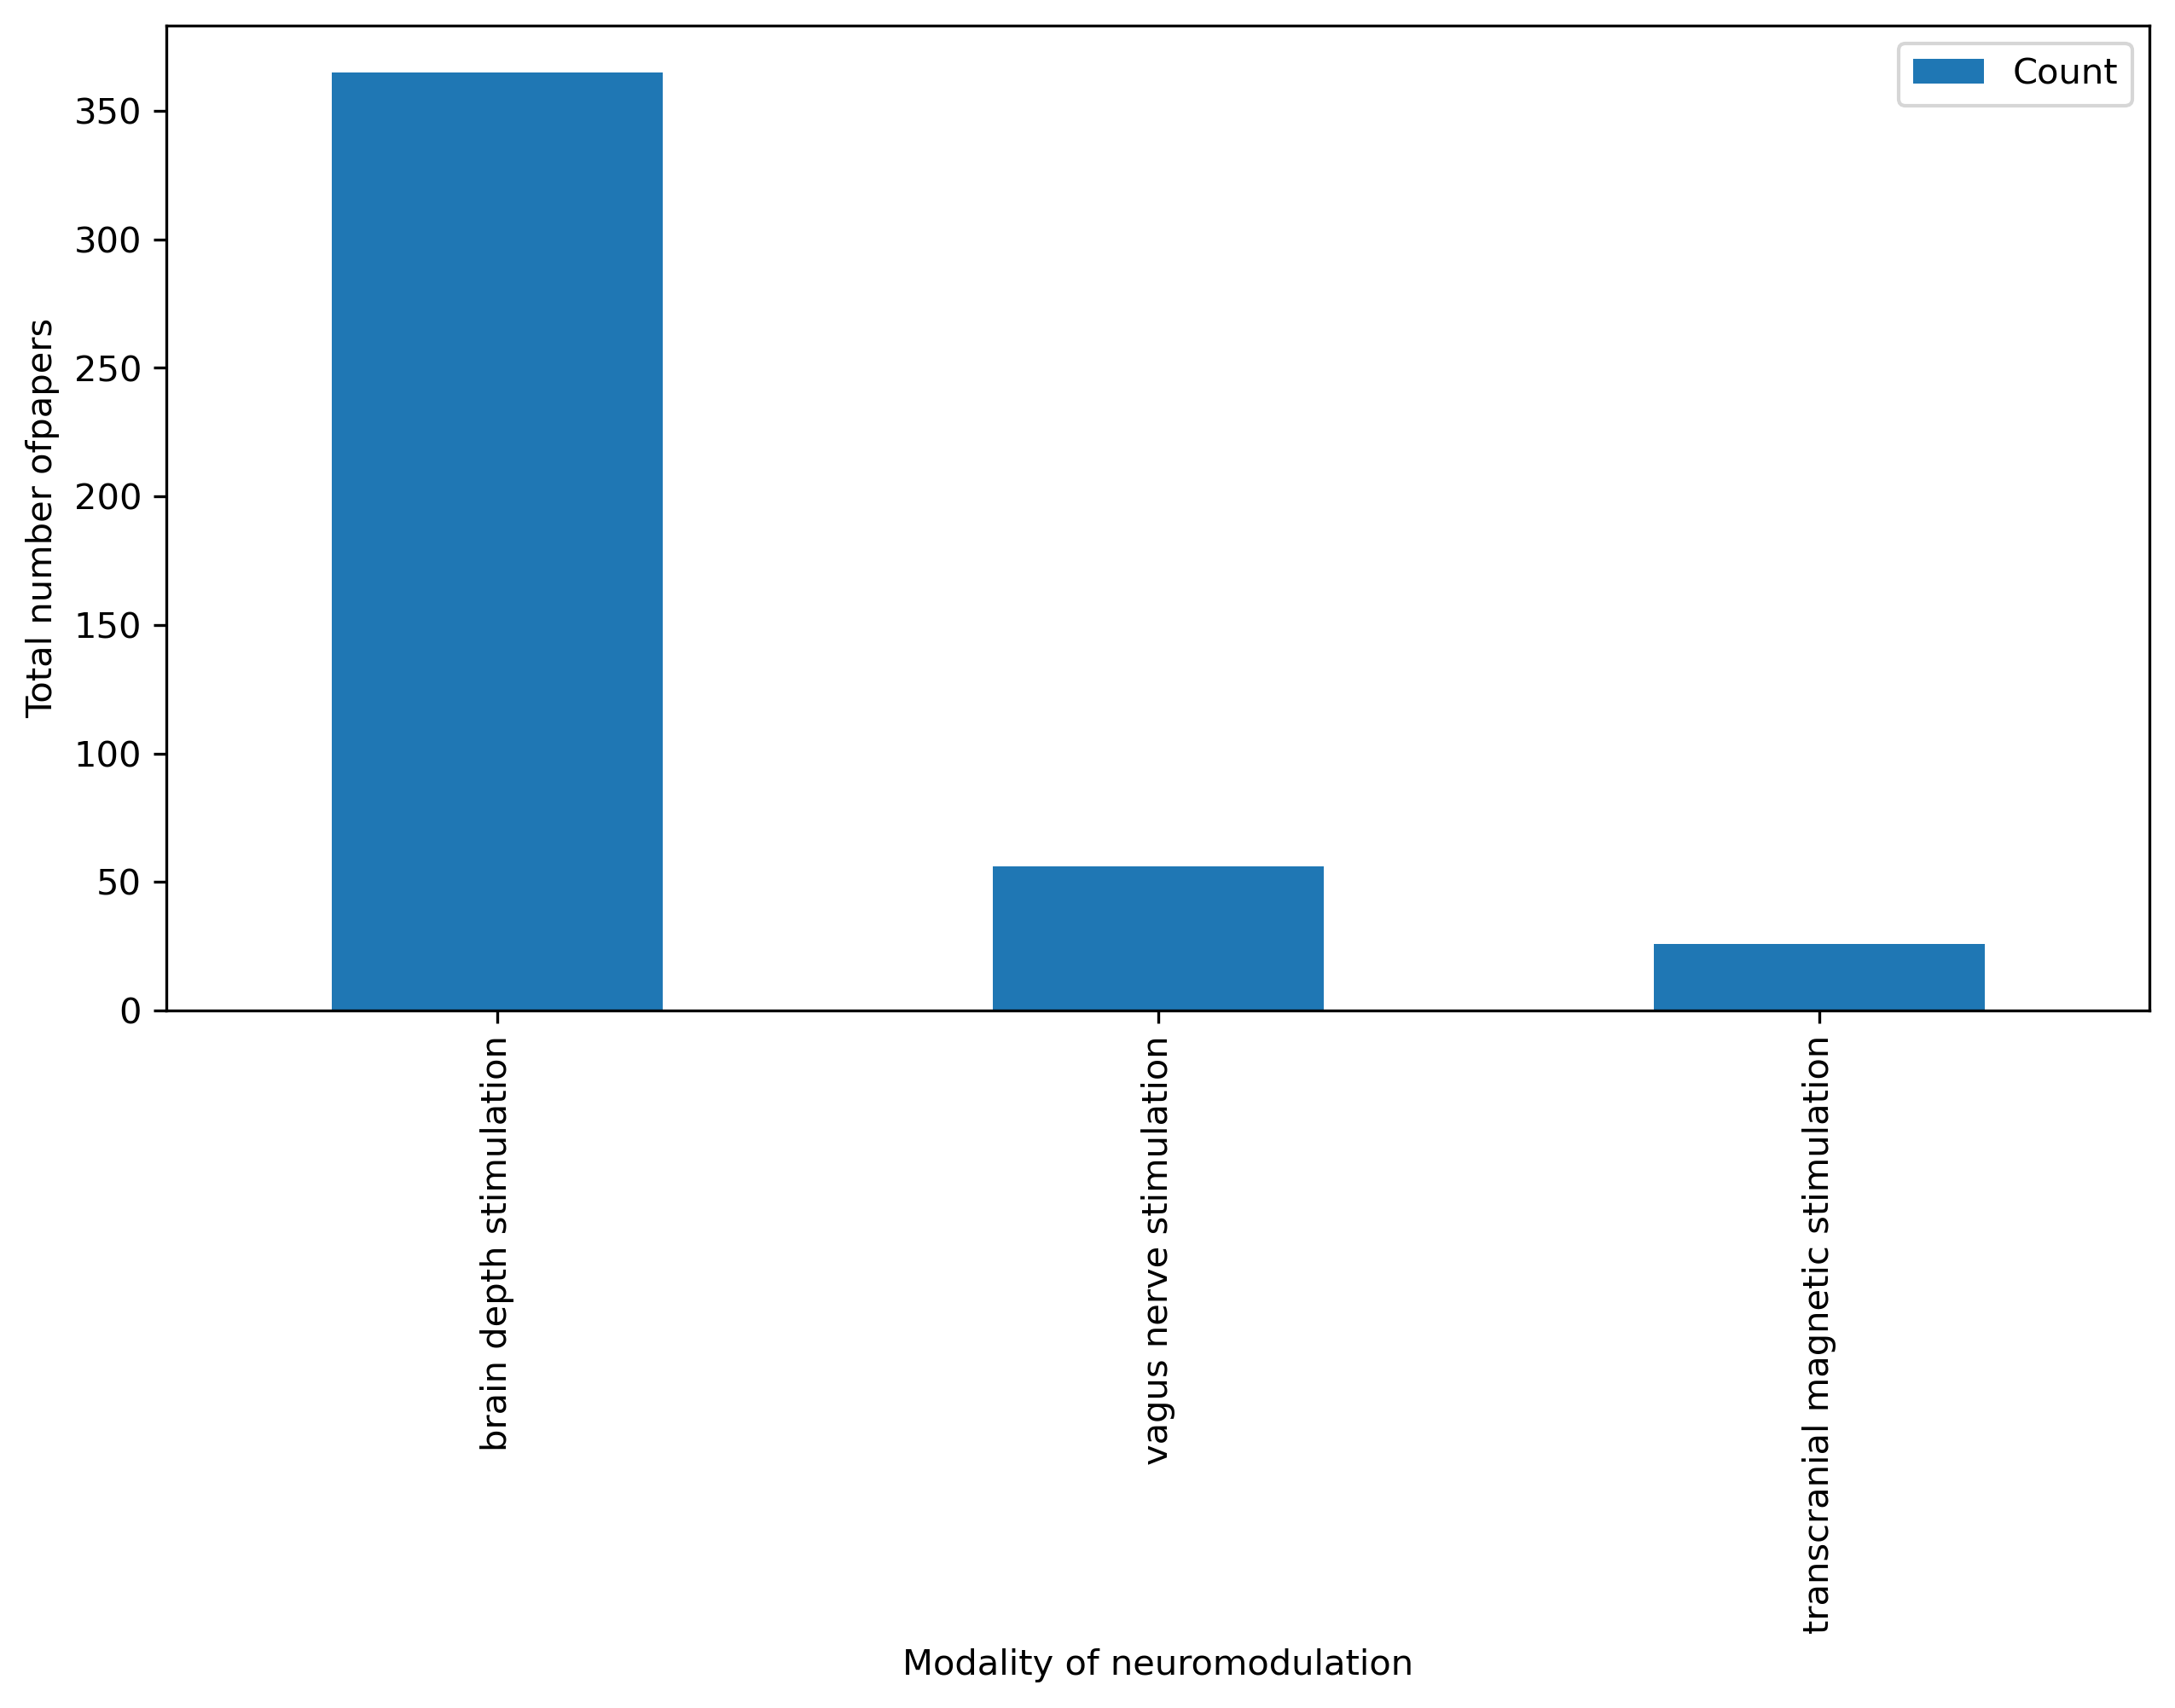 Count
350
300
250
200
150
100
50
0
Total number ofpapers
brain depth stimulation
vagus nerve stimulation
transcranial magnetic stimulation
Modality of neuromodulation